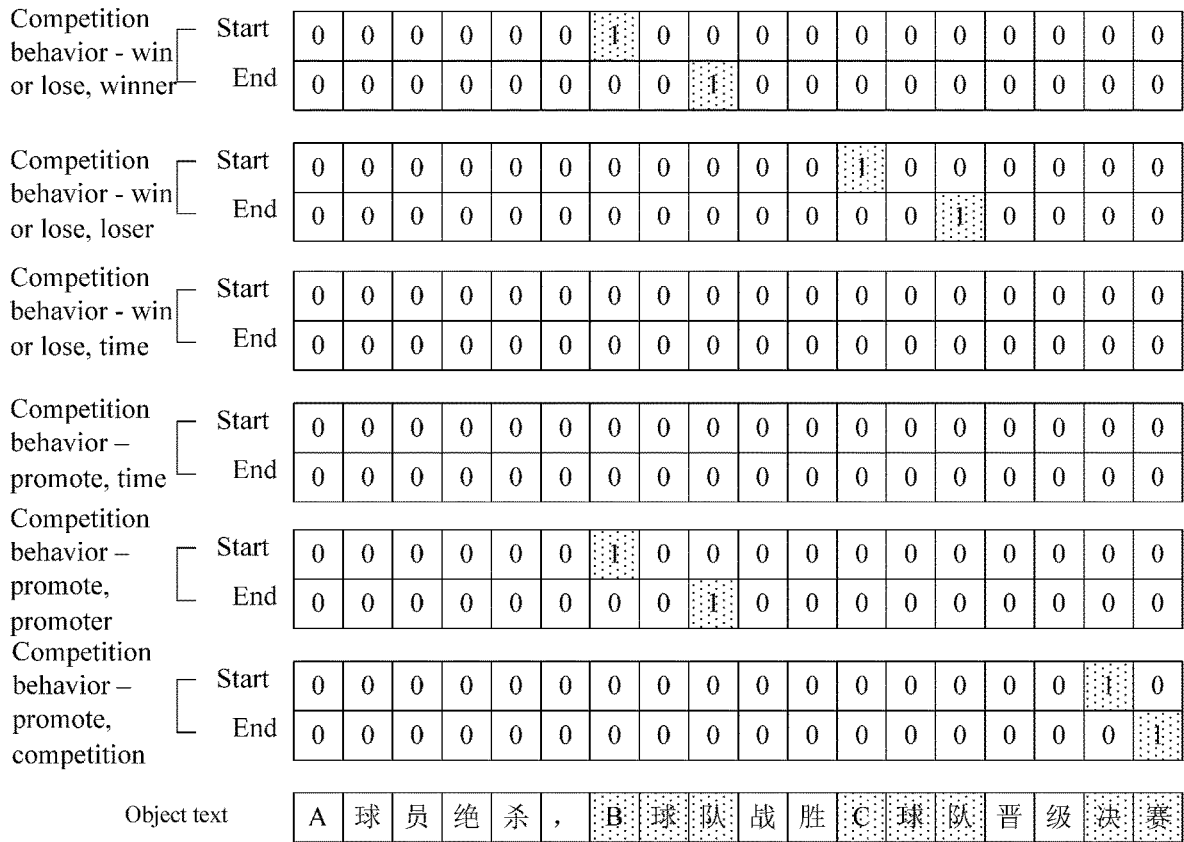 Competition behavior - win or lose, winner
Start 0 0 0 0 0 0 1 0 0 0 0 0 0 0 0 0 0 0
End 0 0 0 0 0 0 0 0 1 0 0 0 0 0 0 0 0 0
Competition behavior - win or lose, loser
Start 0 0 0 0 0 0 0 0 0 0 0 1 0 0 0 0 0 0
End 0 0 0 0 0 0 0 0 0 0 0 0 0 1 0 0 0 0
Competition behavior - win or lose, time
Start 0 0 0 0 0 0 0 0 0 0 0 0 0 0 0 0 0 0
End 0 0 0 0 0 0 0 0 0 0 0 0 0 0 0 0 0 0
Competition behavior – promote, time
Start 0 0 0 0 0 0 0 0 0 0 0 0 0 0 0 0 0 0
End 0 0 0 0 0 0 0 0 0 0 0 0 0 0 0 0 0 0
Competition behavior – promote, promoter
Start 0 0 0 0 0 0 1 0 0 0 0 0 0 0 0 0 0 0
End 0 0 0 0 0 0 0 0 1 0 0 0 0 0 0 0 0 0
Competition behavior – promote, competition
Start 0 0 0 0 0 0 0 0 0 0 0 0 0 0 0 0 1 0
End 0 0 0 0 0 0 0 0 0 0 0 0 0 0 0 0 0 1
Object text A 球 员 绝 杀 ， B 球 队 战 胜 C 球 队 晋 级 决 赛